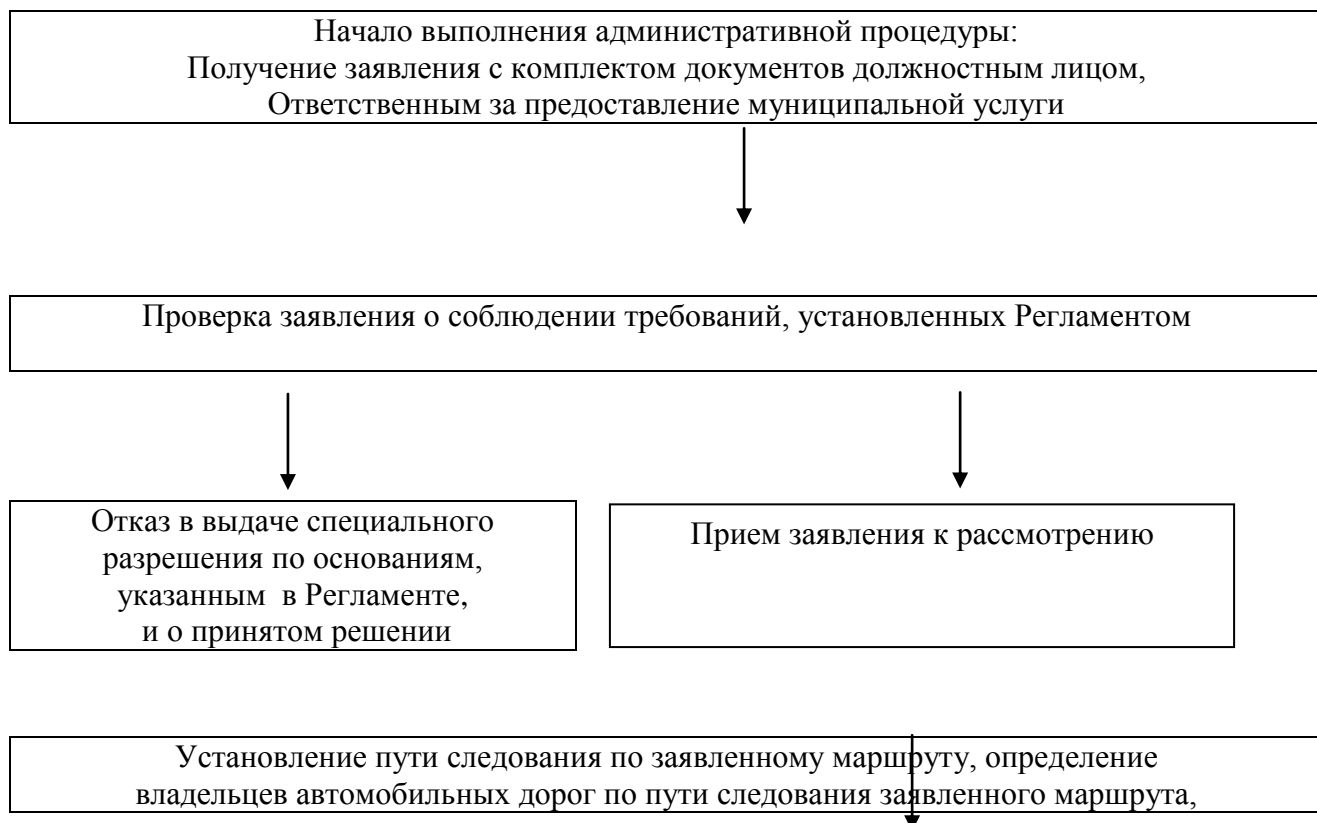 Начало выполнения административной процедуры:
Получение заявления с комплектом документов должностным лицом,
Ответственным за предоставление муниципальной услуги
Проверка заявления о соблюдении требований, установленных Регламентом
Отказ в выдаче специального
разрешения по основаниям,
указанным в Регламенте,
и о принятом решении
Прием заявления к рассмотрению
Установление пути следования по заявленному маршруту, определение
владельцев автомобильных дорог по пути следования заявленного маршрута,